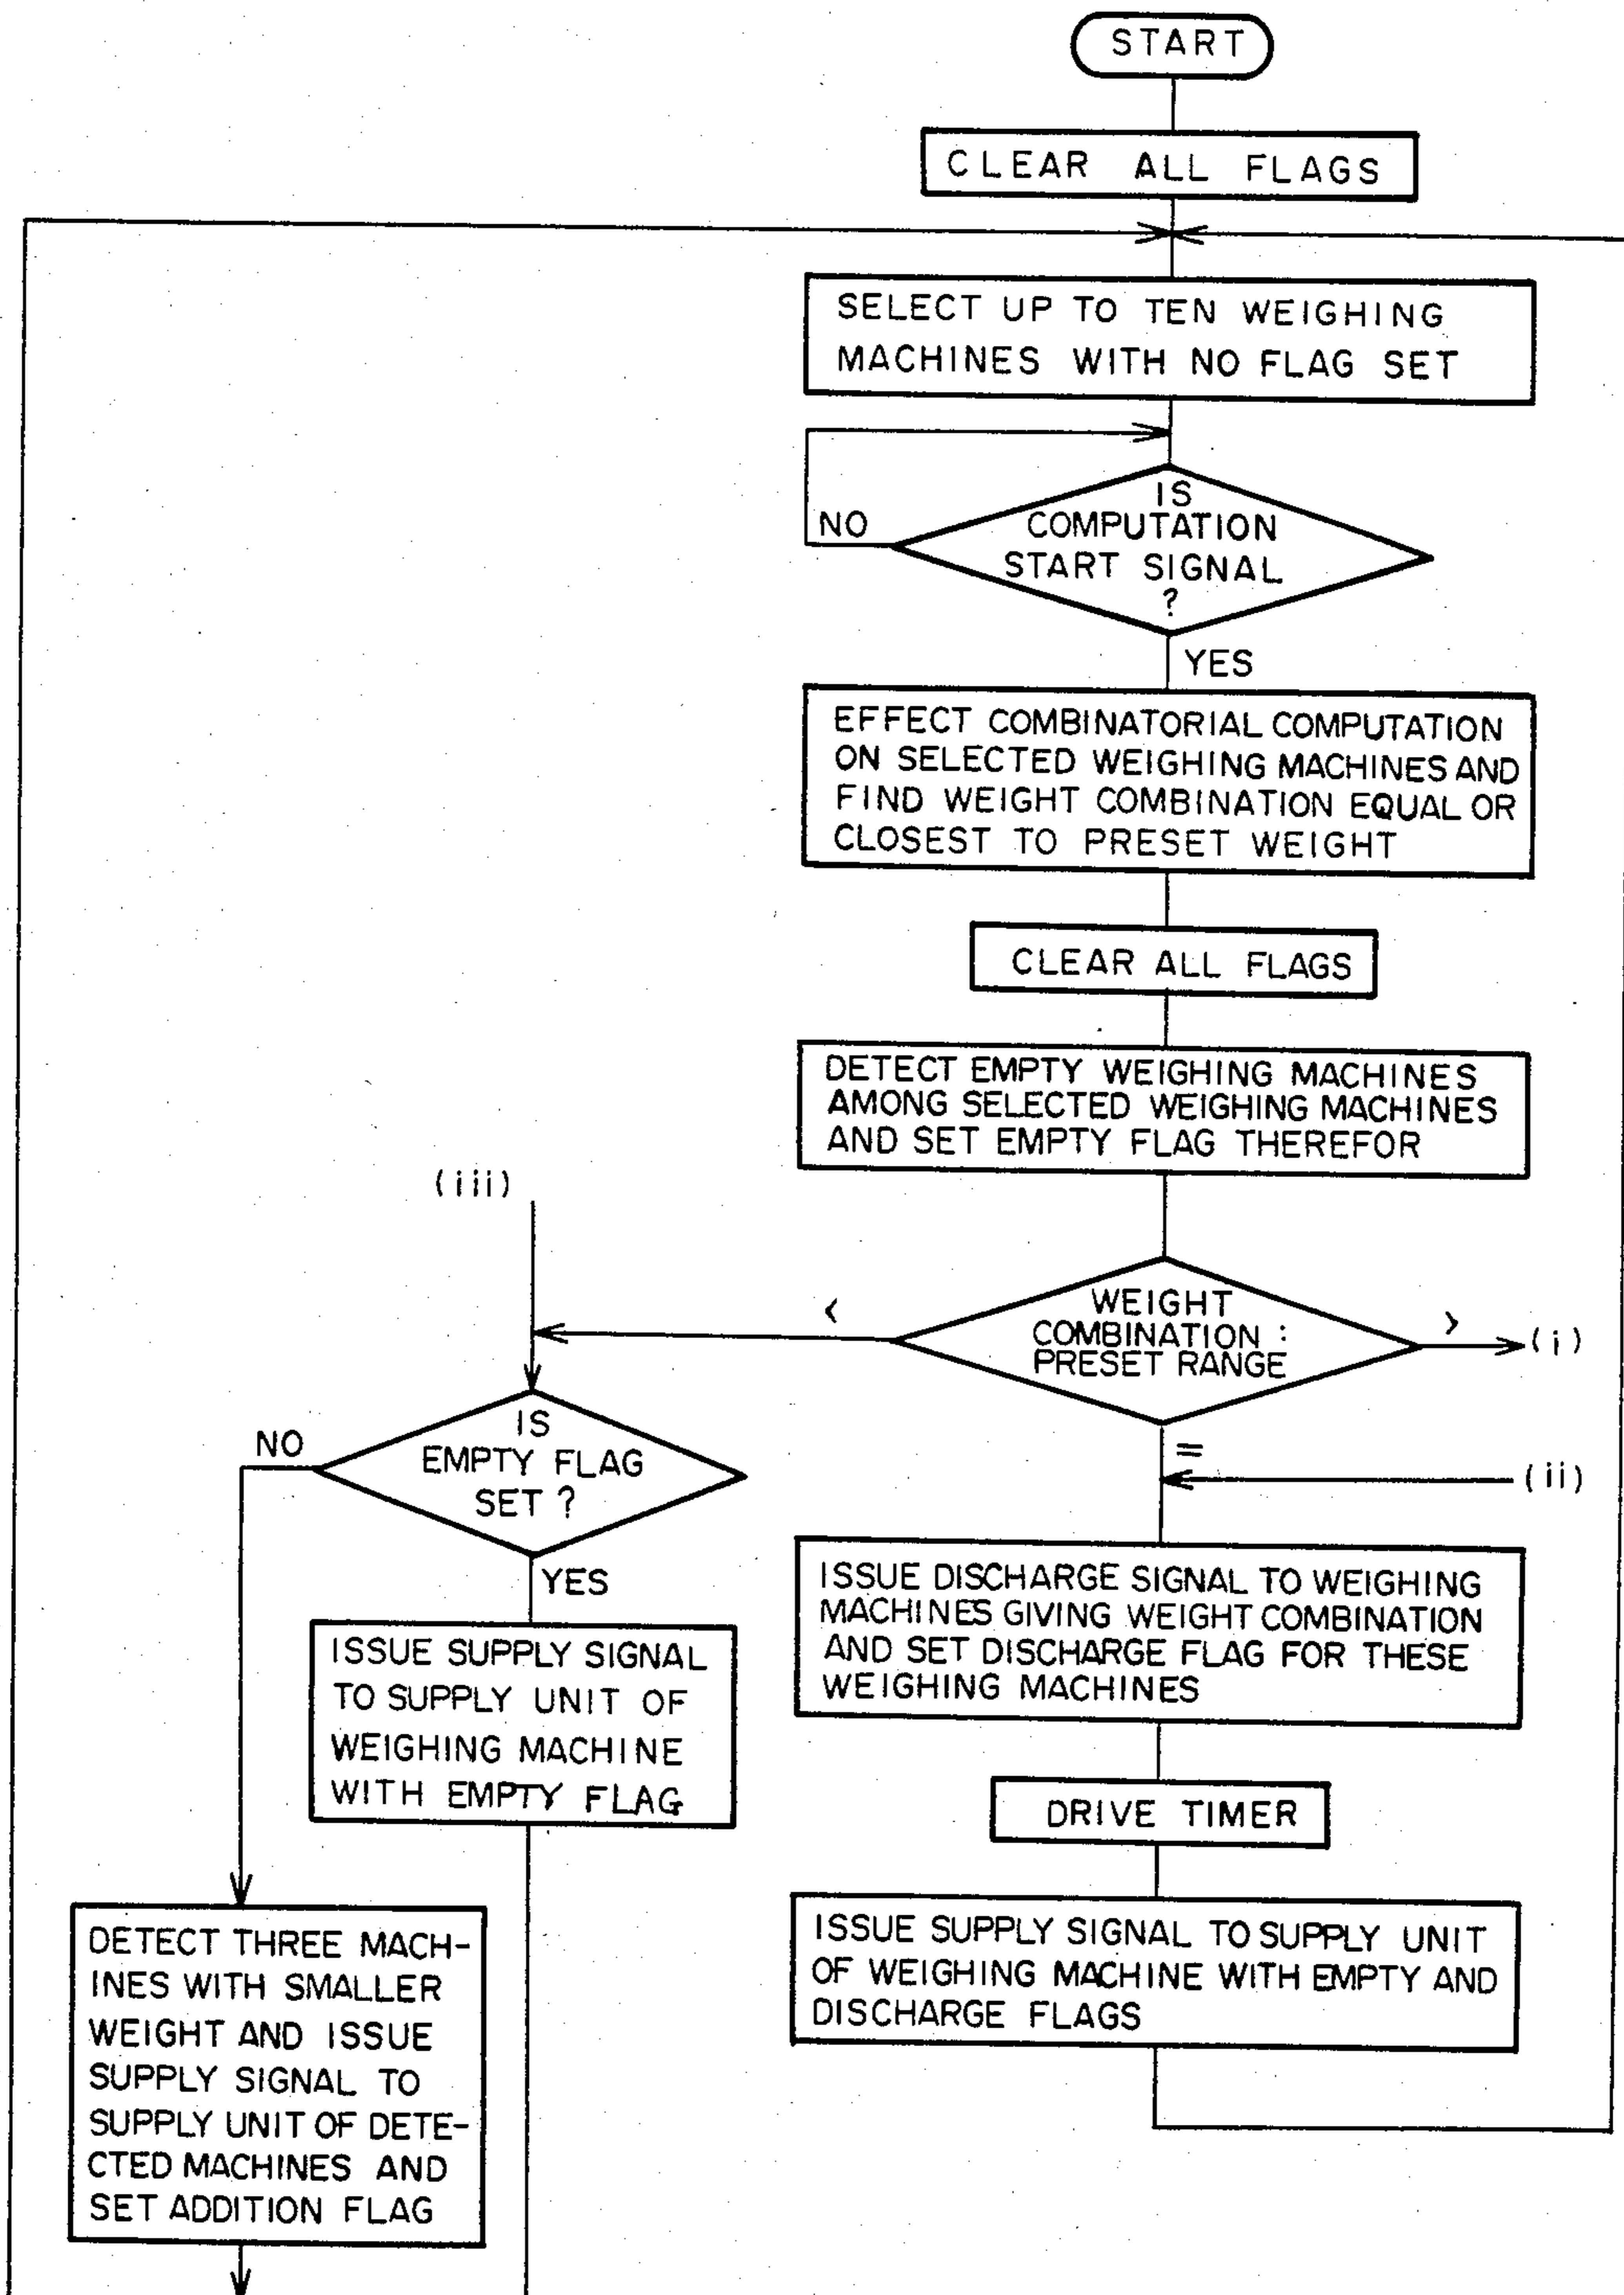 START
CLEAR ALL FLAGS
SELECT UP TO TEN WEIGHING
MACHINES WITH NO FLAG SET
IS
COMPUTATION
START SIGNAL
?
NO
YES
EFFECT COMBINATORIAL COMPUTATION
ON SELECTED WEIGHING MACHINES AND
FIND WEIGHT COMBINATION EQUAL OR
CLOSEST TO PRESET WEIGHT
CLEAR ALL FLAGS
DETECT EMPTY WEIGHING MACHINES
AMONG SELECTED WEIGHING MACHINES
AND SET EMPTY FLAG THEREFOR
(iii)
<
WEIGHT
COMBINATION :
PRESET RANGE
>
(i)
=
(ii)
IS
EMPTY FLAG
SET ?
NO
YES
ISSUE SUPPLY SIGNAL
TO SUPPLY UNIT OF
WEIGHING MACHINE
WITH EMPTY FLAG
ISSUE DISCHARGE SIGNAL TO WEIGHING
MACHINES GIVING WEIGHT COMBINATION
AND SET DISCHARGE FLAG FOR THESE
WEIGHING MACHINES
DRIVE TIMER
ISSUE SUPPLY SIGNAL TO SUPPLY UNIT
OF WEIGHING MACHINE WITH EMPTY AND
DISCHARGE FLAGS
DETECT THREE MACH-
INES WITH SMALLER
WEIGHT AND ISSUE
SUPPLY SIGNAL TO
SUPPLY UNIT OF DETE-
CTED MACHINES AND
SET ADDITION FLAG